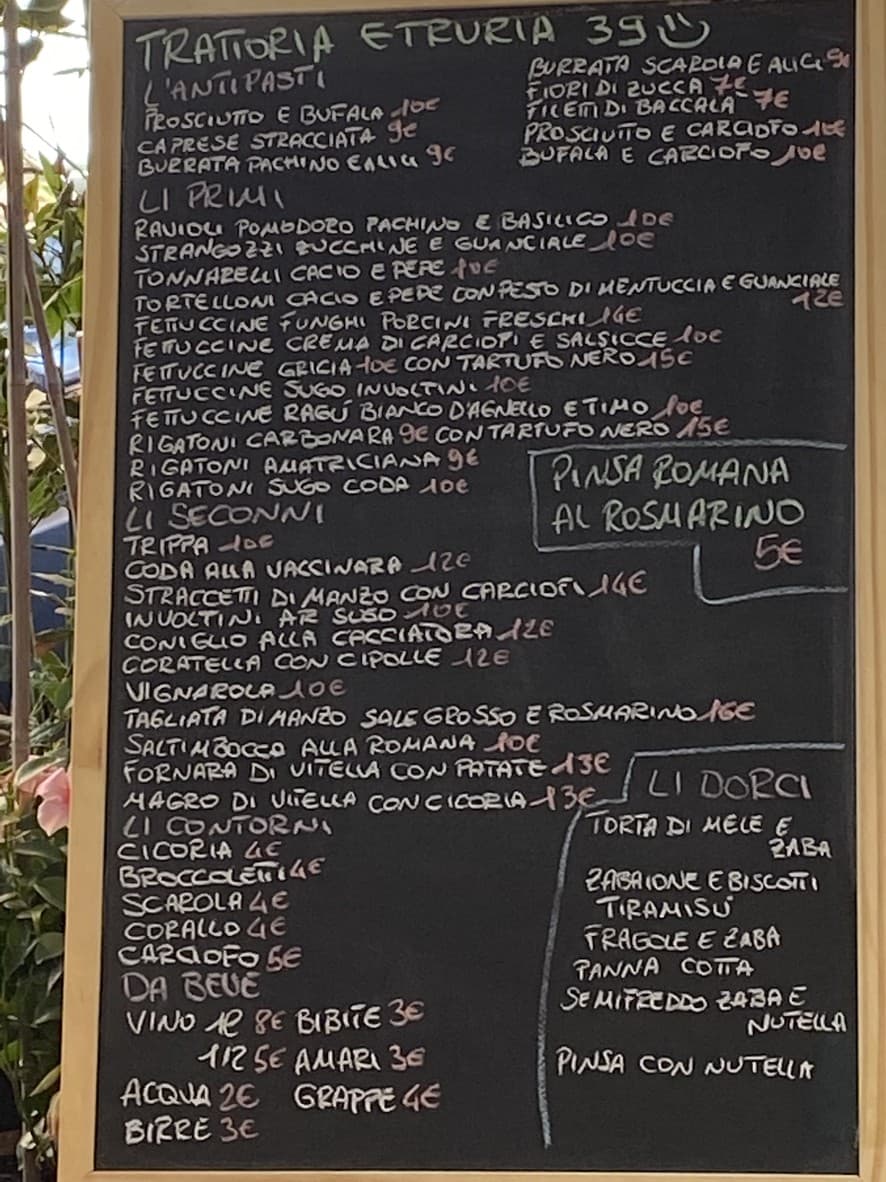 TRATTORIA ETRURIA 39
L'ANTIPASTI
PROSCIUTTO E BUFALA 10€
CAPRESE STRACCIATA 9€
BURRATA PACHINO E ALICI 9€
BURRATA SCAROLA E ALICI 9€
FIORI DI ZUCCA 7€
FILETTI DI BACCALÀ 7€
PROSCIUTTO E CARCIOFO 10€
BUFALA E CARCIOFO 10€
LI PRIMI
RAVIOLI POMODORO PACHINO E BASILICO 10€
STRANGOZZI ZUCCHINE E GUANCIALE 10€
TONNARELLI CACIO E PEPE 10€
TORTELLONI CACIO E PEPE CON PESTO DI MENTUCCIA E GUANCIALE
12€
FETTUCCINE FUNGHI PORCINI FRESCHI 14€
FETTUCCINE CREMA DI CARCIOFI E SALSICCE 10€
FETTUCCINE GRICIA 10€ CON TARTUFO NERO 15€
FETTUCCINE SUGO INVOLTINI 10€
FETTUCCINE RAGÚ BIANCO D'AGNELLO E TIMO 10€
RIGATONI CARBONARA 9€ CON TARTUFO NERO 15€
RIGATONI AMATRICIANA 9€
RIGATONI SUGO CODA 10€
PINSA ROMANA
AL ROSMARINO
5€
LI SECONNI
TRIPPA 10€
CODA ALLA VACCINARA 12€
STRACCETTI DI MANZO CON CARCIOFI 14€
INVOLTINI AR SUGO 10€
CONIGLIO ALLA CACCIATORA 12€
CORATELLA CON CIPOLLE 12€
VIGNAROLA 10€
TAGLIATA DI MANZO SALE GROSSO E ROSMARINO 16€
SALTIMBOCCA ALLA ROMANA 10€
FORNARA DI VITELLA CON PATATE 13€
MAGRO DI VITELLA CON CICORIA 13€
LI CONTORNI
CICORIA 4€
BROCCOLETTI 4€
SCAROLA 4€
CORALLO 4€
CARCIOFO 5€
DA BEVE
VINO 1L 8€ BIBITE 3€
1/2 5€ AMARI 3€
ACQUA 2€ GRAPPE 4€
BIRRE 3€
LI DORCI
TORTA DI MELE E
ZABA
ZABAIONE E BISCOTTI
TIRAMISÙ
FRAGOLE E ZABA
PANNA COTTA
SEMIFREDDO ZABA E
NUTELLA
PINSA CON NUTELLA